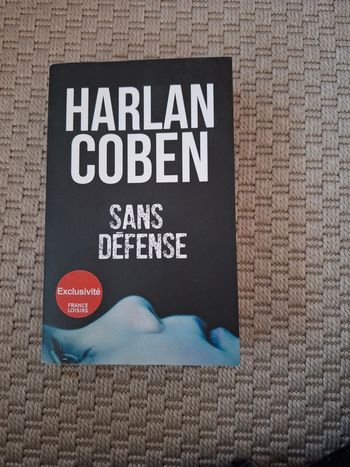 HARLAN
COBEN
SANS
DÉFENSE
Exclusivité
FRANCE
LOISIRS